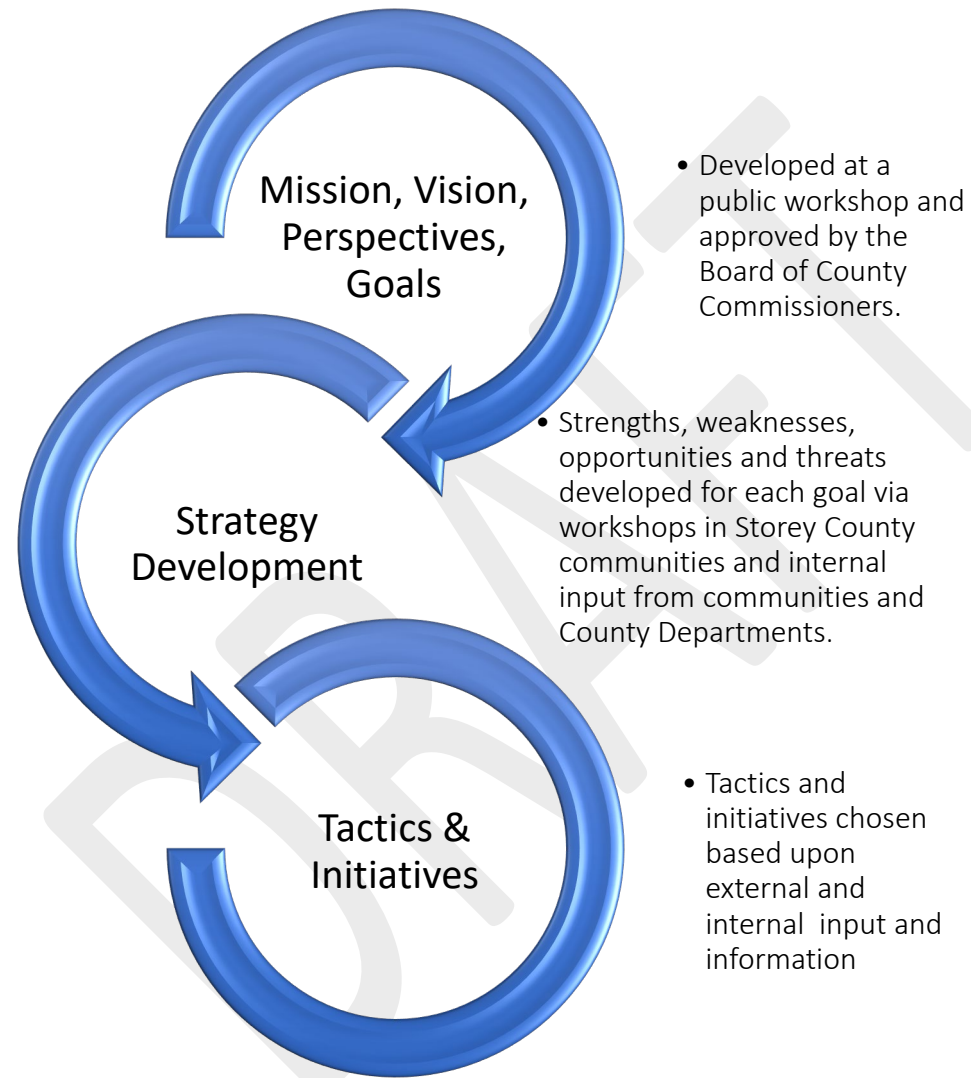 Mission, Vision,
Perspectives,
Goals
• Developed at a
public workshop and
approved by the
Board of County
Commissioners.
Strategy
Development
• Strengths, weaknesses,
opportunities and threats
developed for each goal via
workshops in Storey County
communities and internal
input from communities and
County Departments.
Tactics &
Initiatives
• Tactics and
initiatives chosen
based upon
external and
internal  input and
information
DRAFT